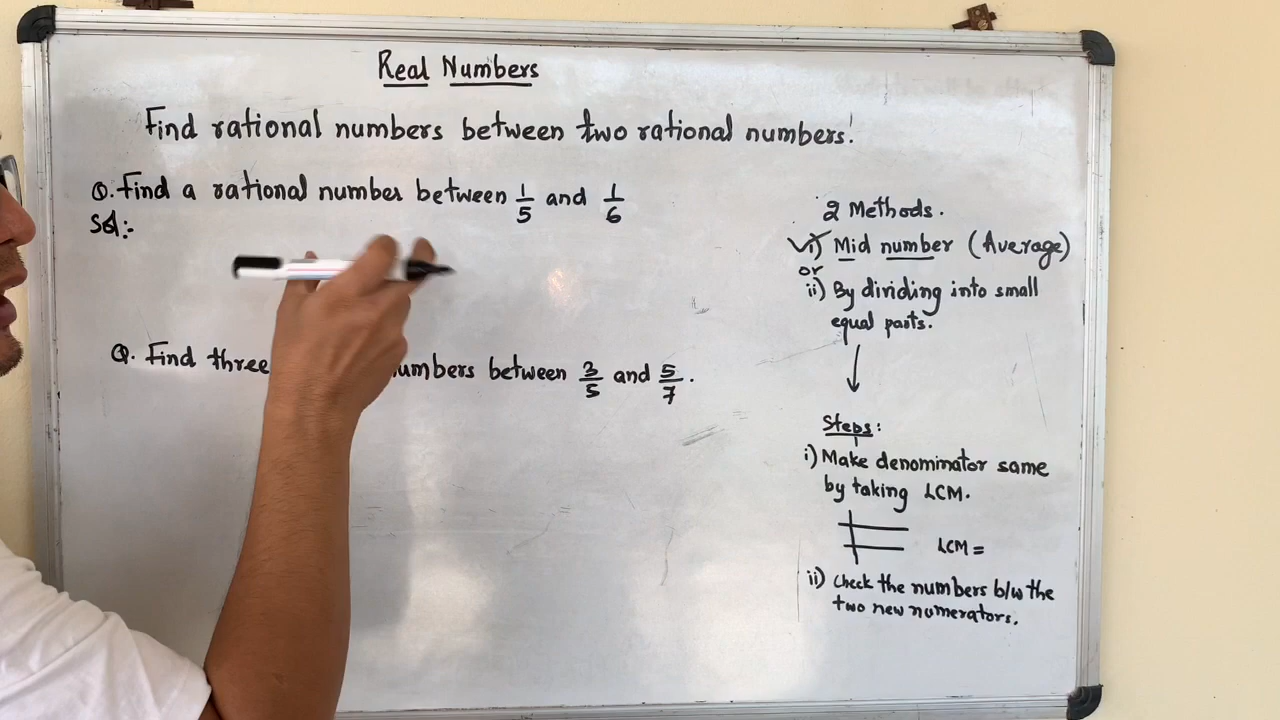 Real Numbers
Find rational numbers between two rational numbers!
Q. Find a rational number between 1/5 and 1/6
Sol:-
Q. Find three umbers between 3/5 and 5/7.
2 Methods.
i) Mid number (Average)
or
ii) By dividing into small
equal parts.
Steps:
i) Make denominator same
by taking LCM.
LCM =
ii) Check the numbers b/w the
two new numerators.